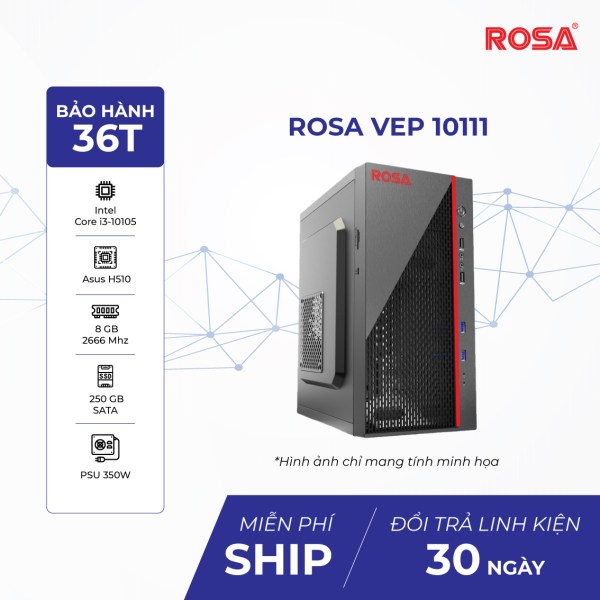 ROSA®
BẢO HÀNH
36T
Intel
Core i3-10105
Asus H510
8 GB
2666 Mhz
SSD
250 GB
SATA
PSU 350W
ROSA VEP 10111
ROSA
*Hình ảnh chỉ mang tính minh họa
MIỄN PHÍ
SHIP
ĐỔI TRẢ LINH KIỆN
30 NGÀY